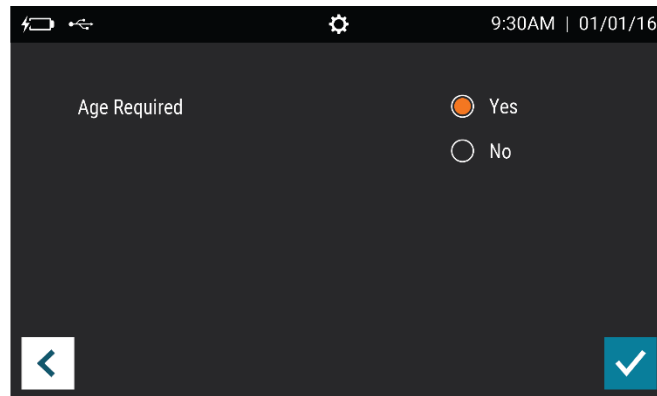 9:30AM | 01/01/16
Age Required
Yes
No